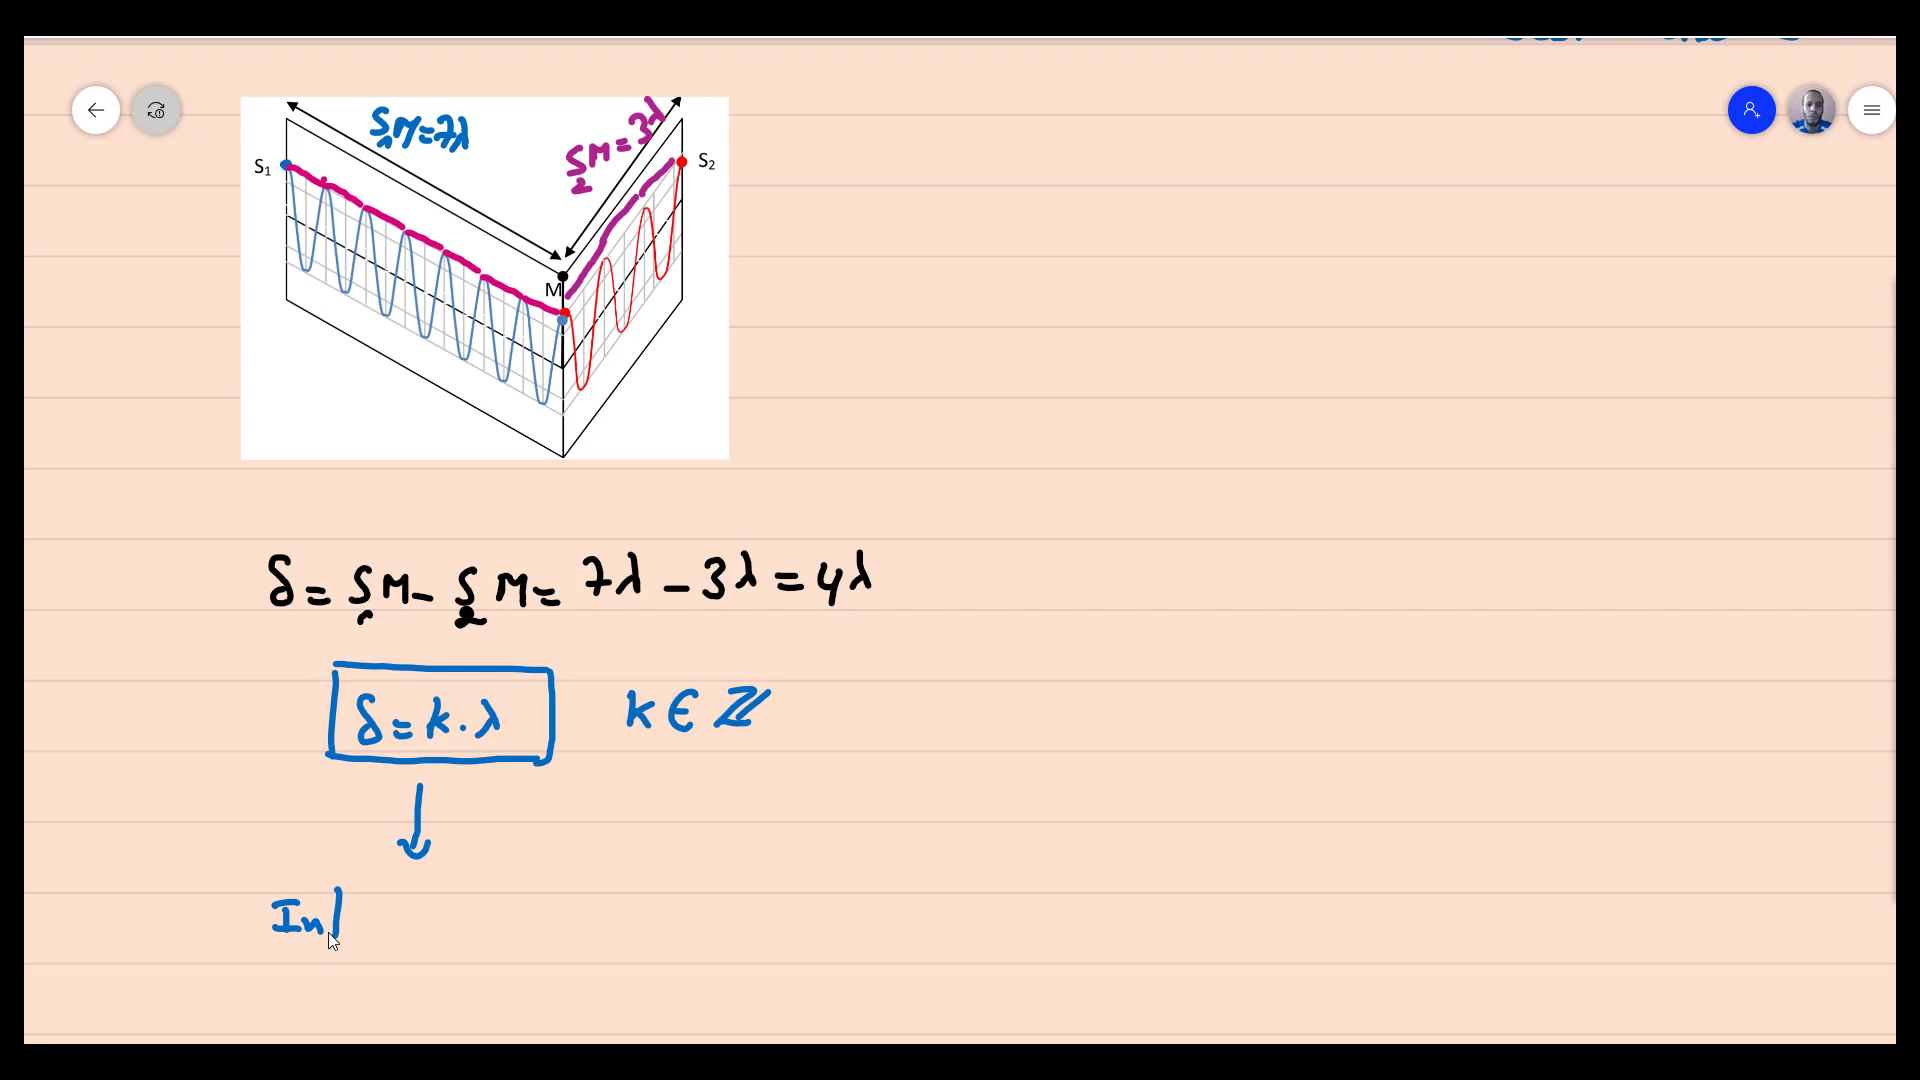 S₁M=7λ
S₂M=3λ
S₁
S₂
M
δ = S₁M - S₂M = 7λ - 3λ = 4λ
δ = k.λ k ∈ ℤ
In